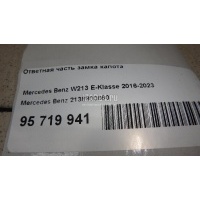 Ответная часть замка капота
Mercedes Benz W213 E-Klasse 2016-2023
Mercedes Benz
95 719 941